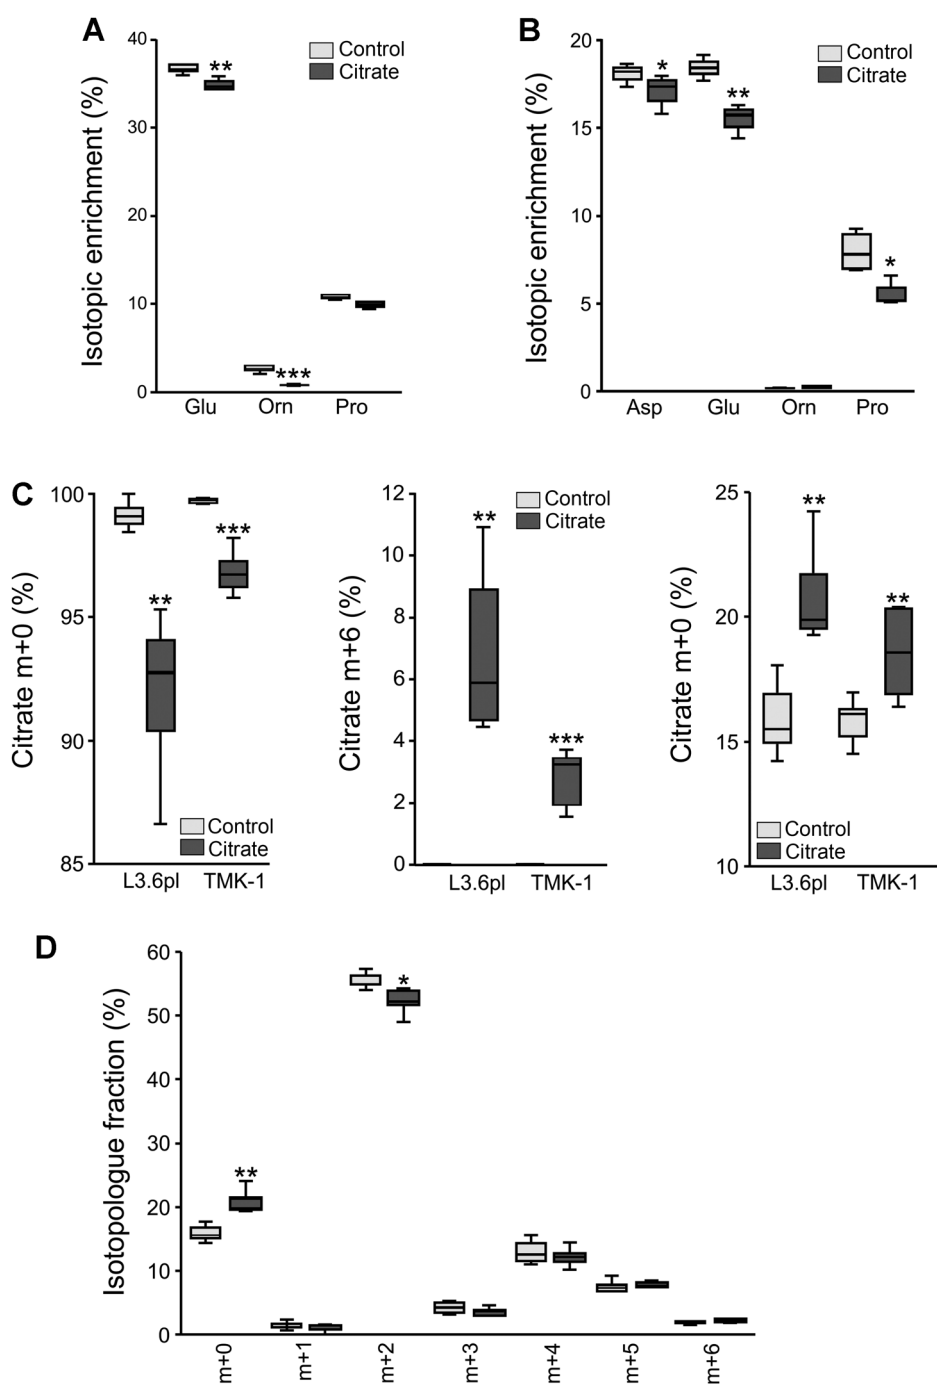 A
Isotopic enrichment (%)
40
30
20
10
0
Control
Citrate
**
***
Glu Orn Pro
B
Isotopic enrichment (%)
20
15
10
5
0
Control
Citrate
*
**
*
Asp Glu Orn Pro
C
Citrate m+0 (%)
100
95
90
85
**
***
Control
Citrate
L3.6pl TMK-1
Citrate m+6 (%)
12
10
8
6
4
2
0
Control
Citrate
**
***
L3.6pl TMK-1
Citrate m+0 (%)
25
20
15
10
**
**
Control
Citrate
L3.6pl TMK-1
D
Isotopologue fraction (%)
60
50
40
30
20
10
0
**
*
m+0 m+1 m+2 m+3 m+4 m+5 m+6